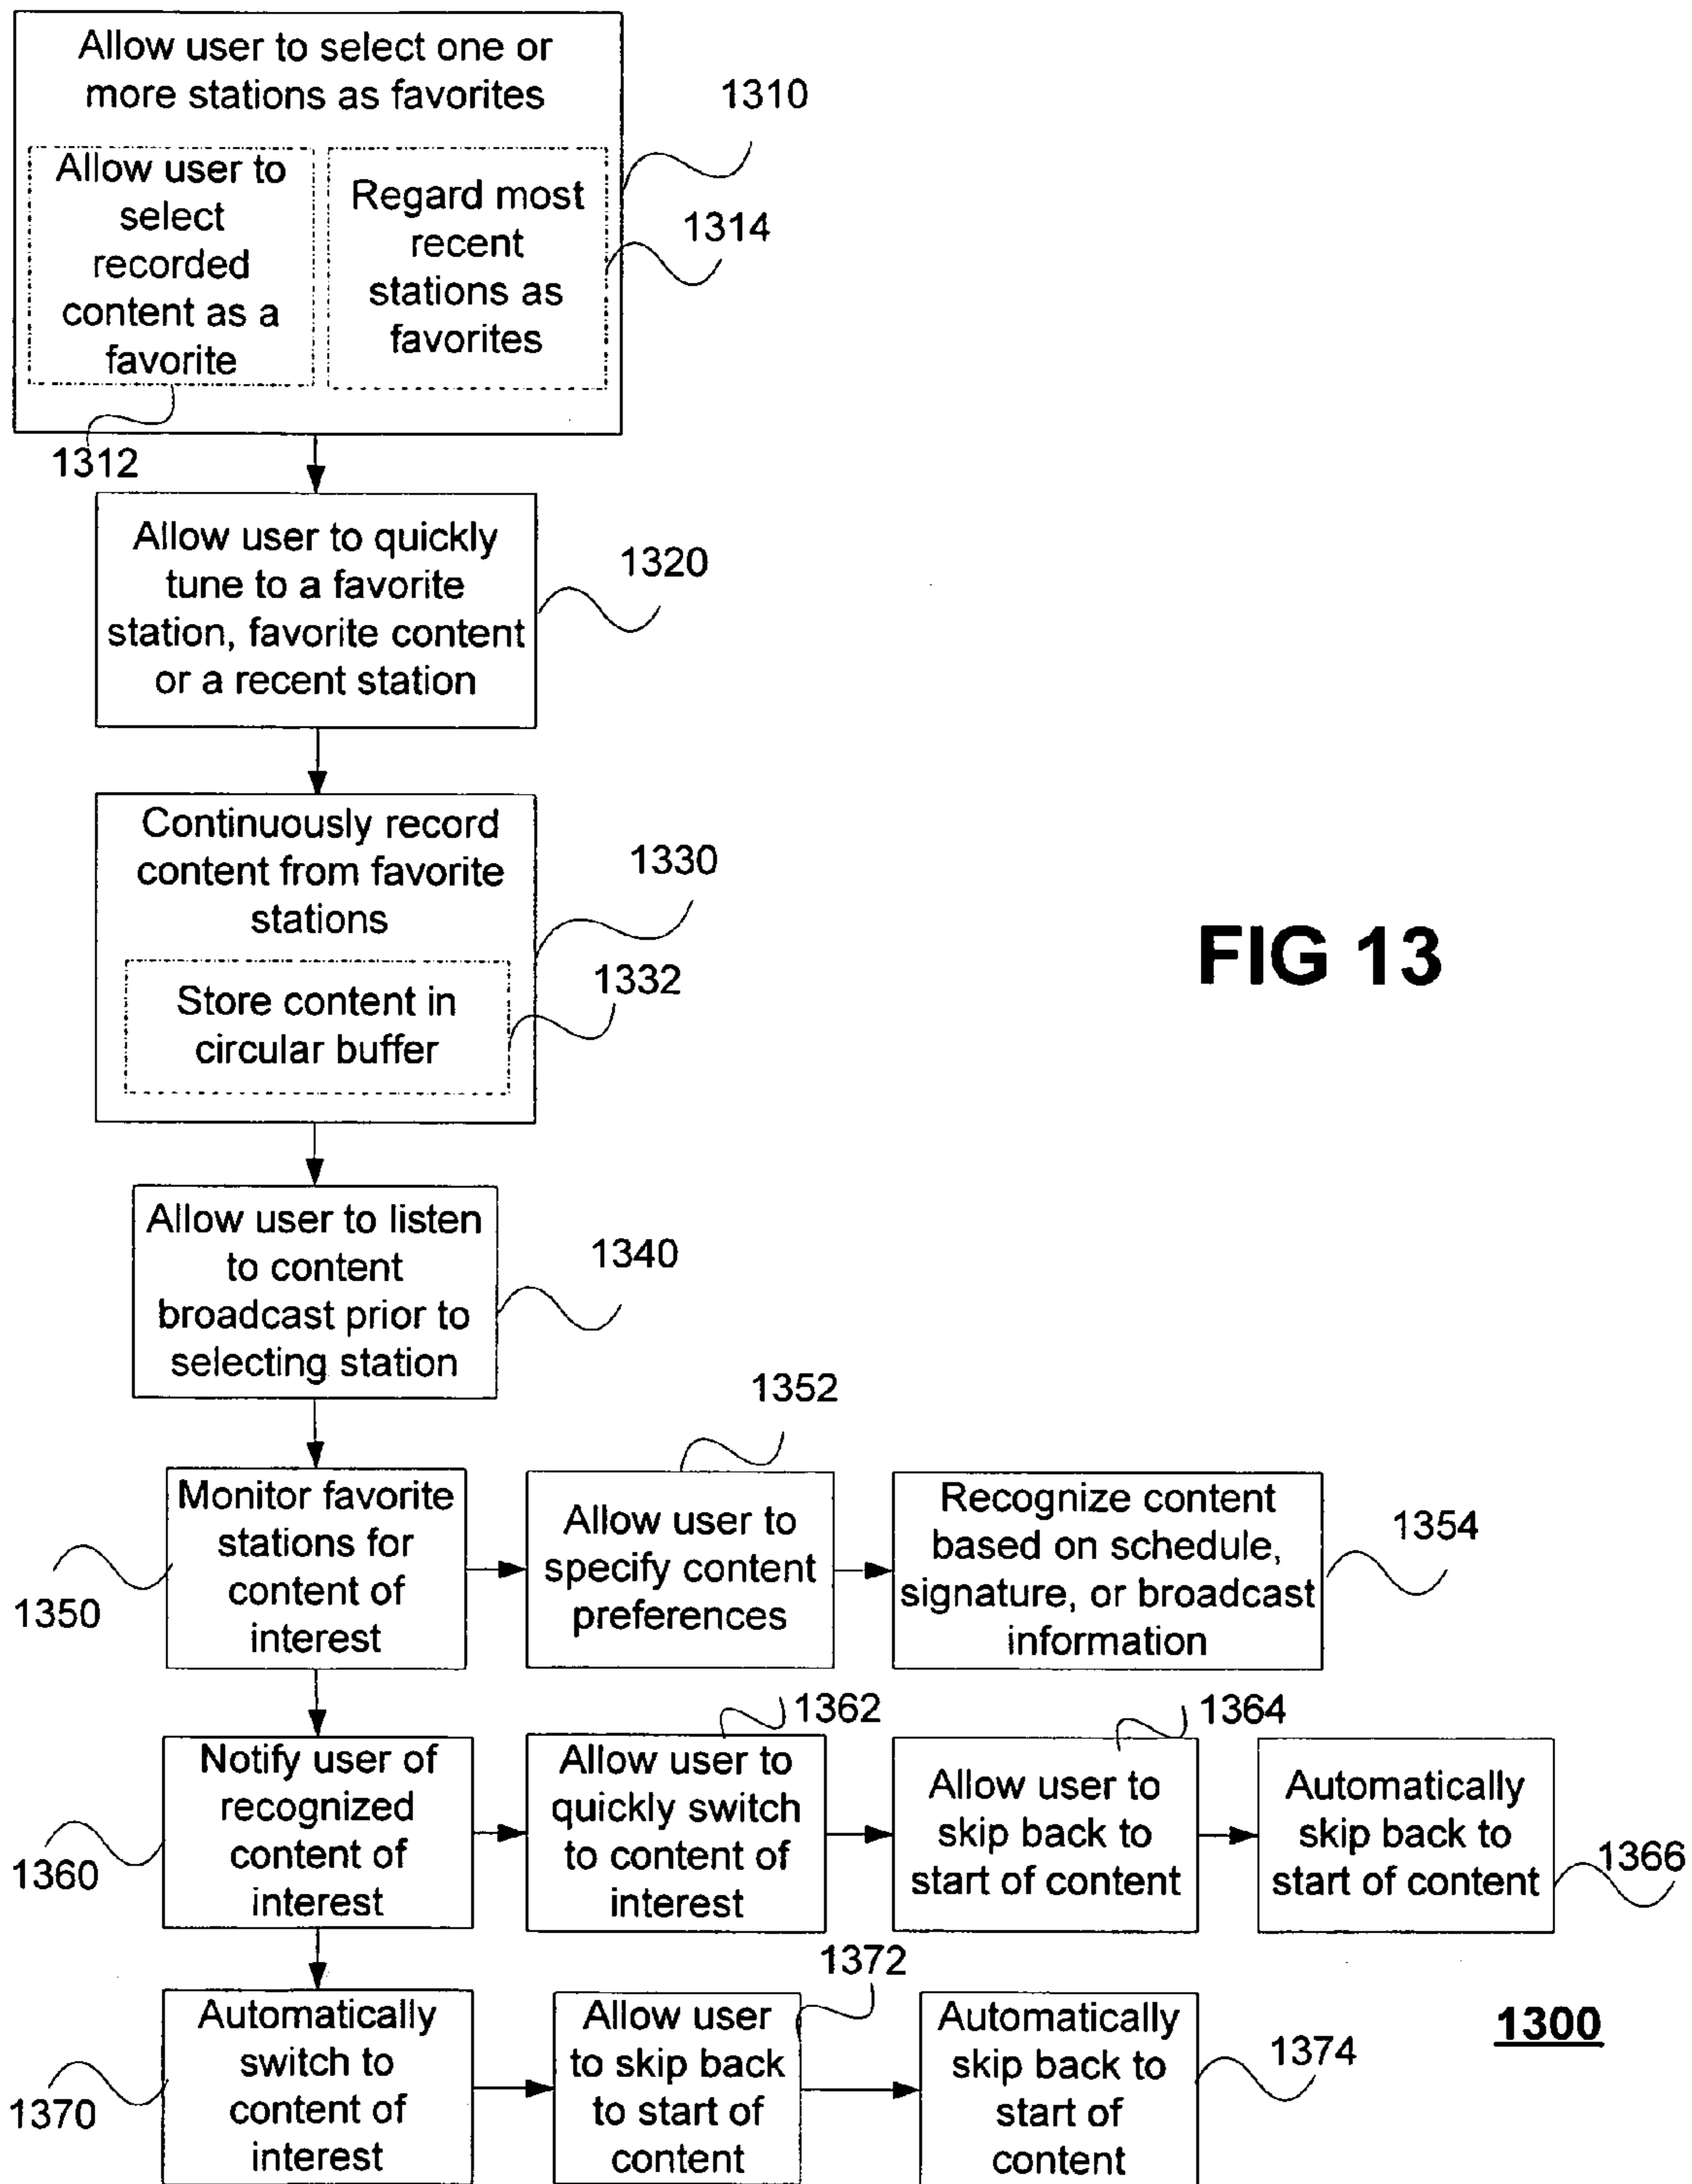 Allow user to select one or
more stations as favorites
1310
Allow user to
select
recorded
content as a
favorite
Regard most
recent
stations as
favorites
1314
1312
Allow user to quickly
tune to a favorite
station, favorite content
or a recent station
1320
Continuously record
content from favorite
stations
1330
Store content in
circular buffer
1332
FIG 13
Allow user to listen
to content
broadcast prior to
selecting station
1340
Monitor favorite
stations for
content of
interest
1350
1352
Allow user to
specify content
preferences
Recognize content
based on schedule,
signature, or broadcast
information
1354
Notify user of
recognized
content of
interest
1360
1362
Allow user to
quickly switch
to content of
interest
1364
Allow user to
skip back to
start of content
Automatically
skip back to
start of content
1366
Automatically
switch to
content of
interest
1370
1372
Allow user
to skip back
to start of
content
Automatically
skip back to
start of
content
1374
1300